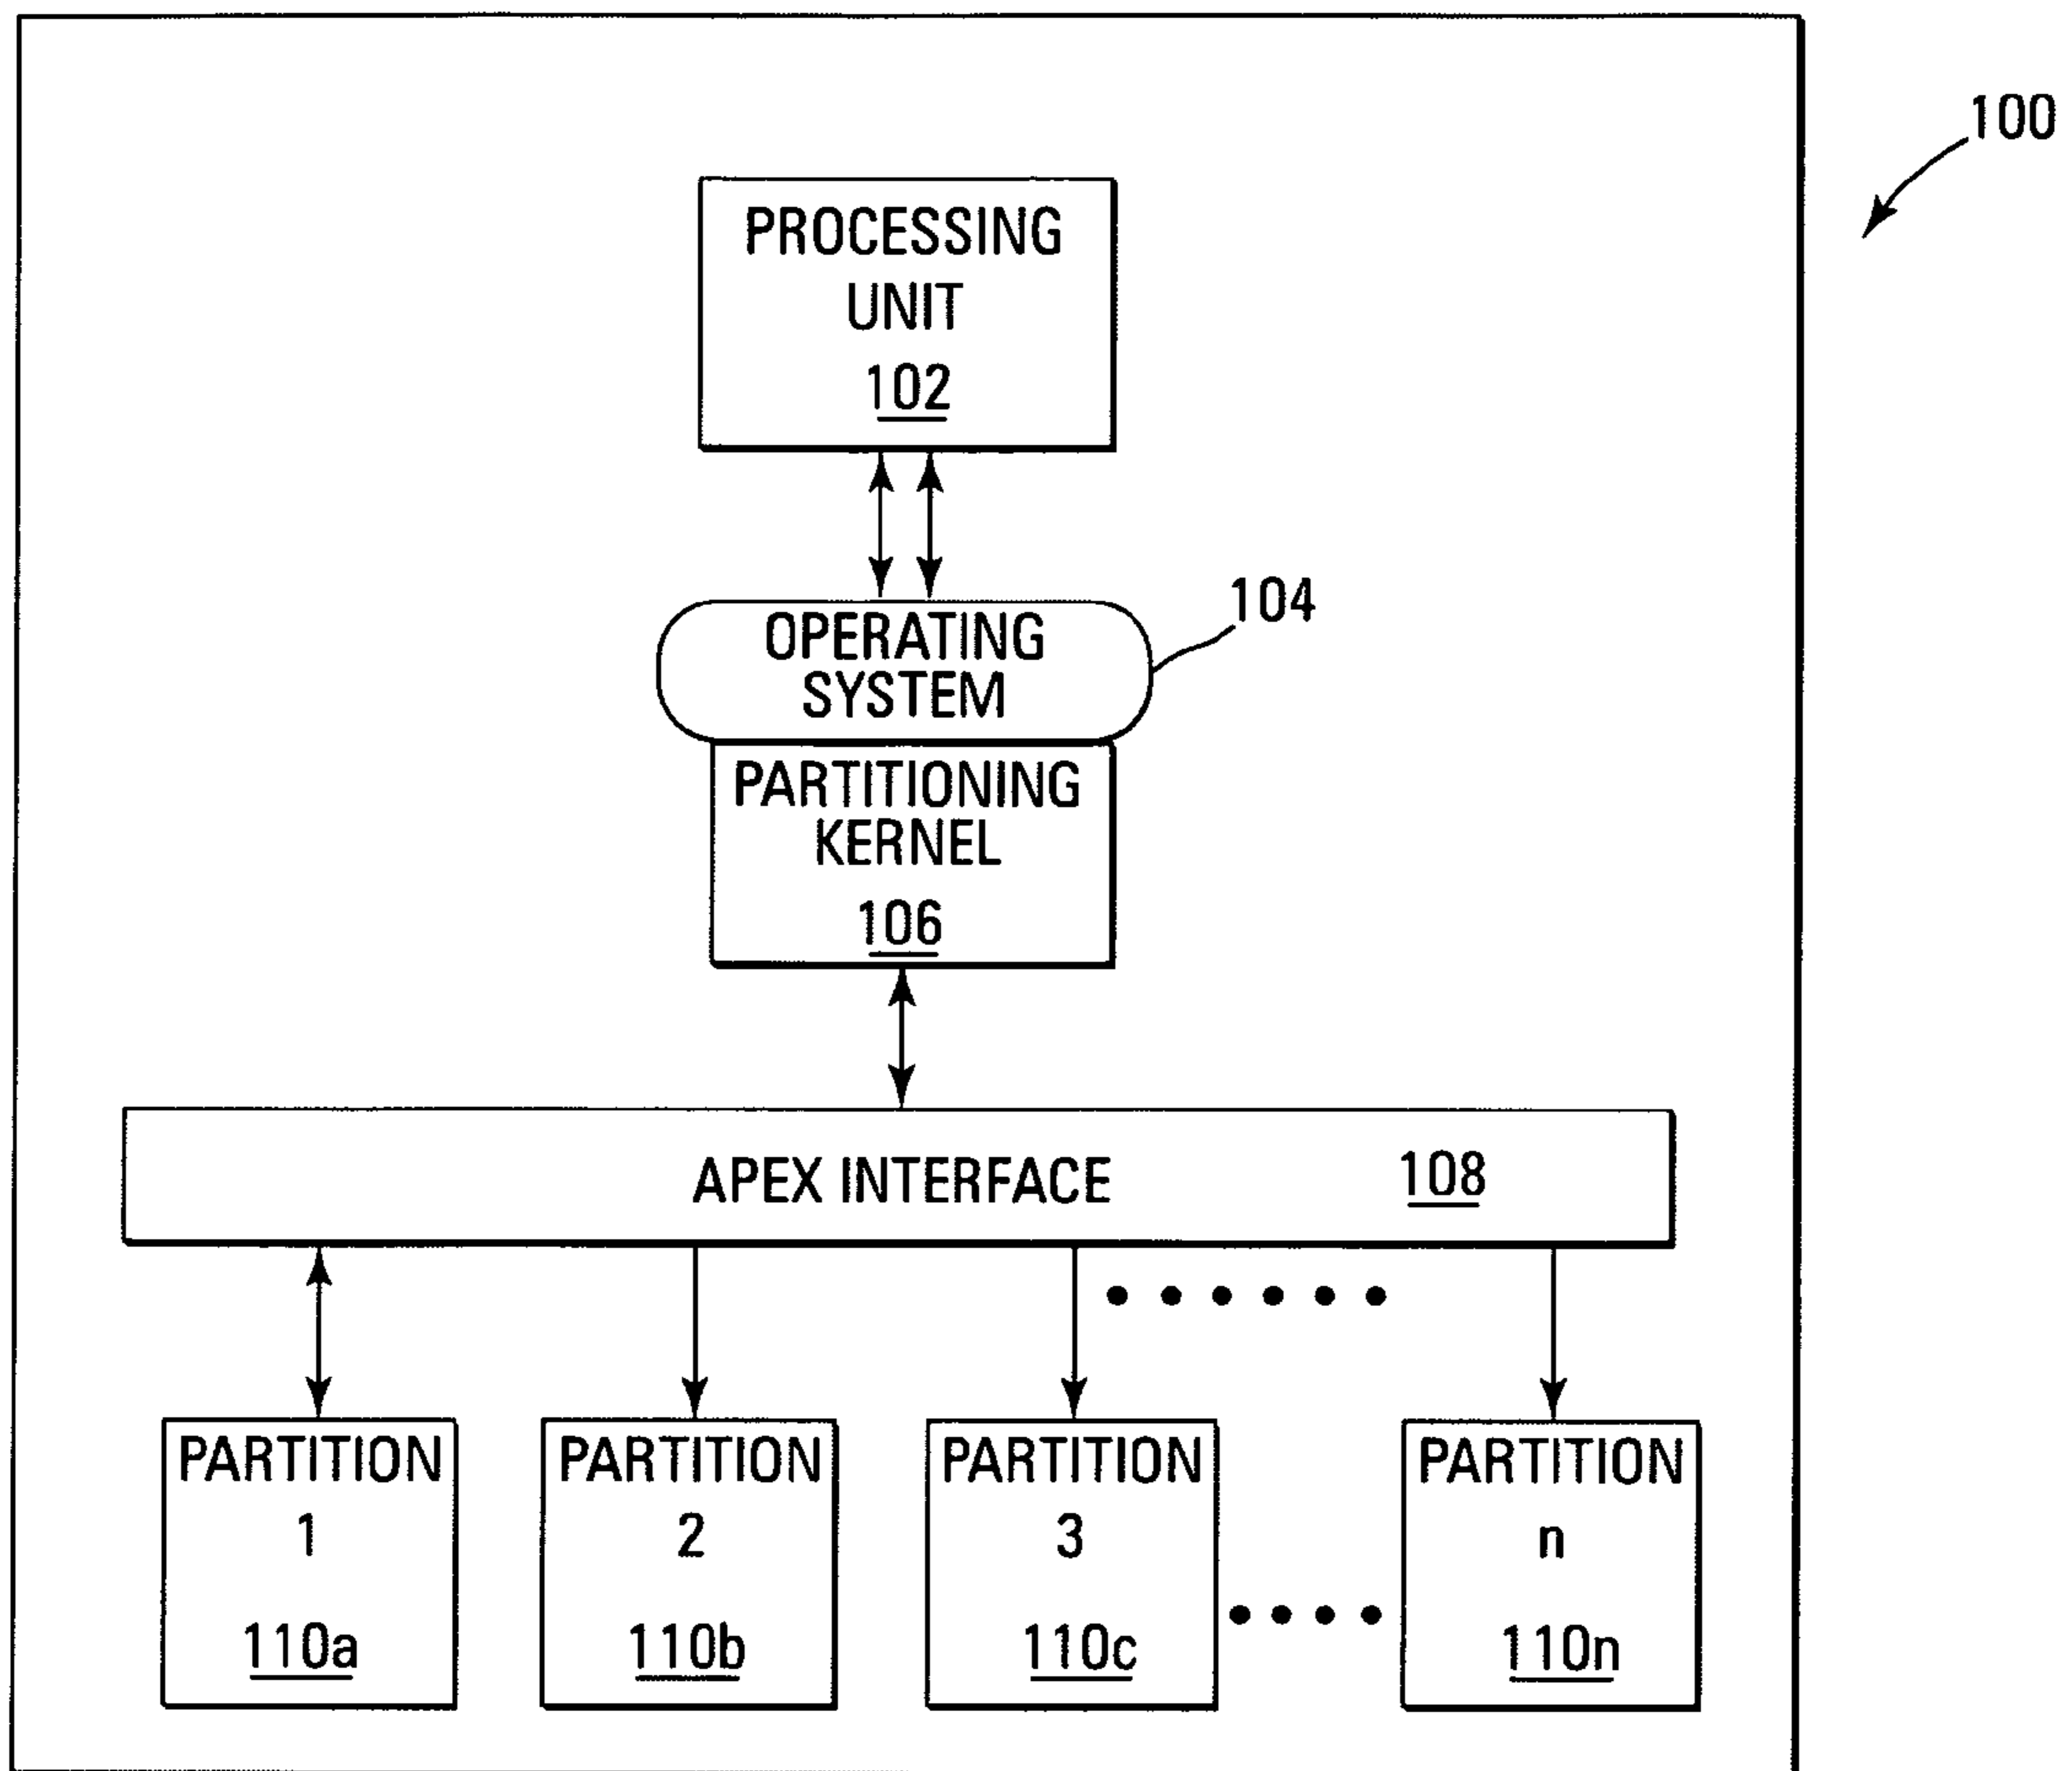 100
PROCESSING
UNIT
102
104
OPERATING
SYSTEM
PARTITIONING
KERNEL
106
APEX INTERFACE 108
PARTITION
1
110a
PARTITION
2
110b
PARTITION
3
110c
PARTITION
n
110n